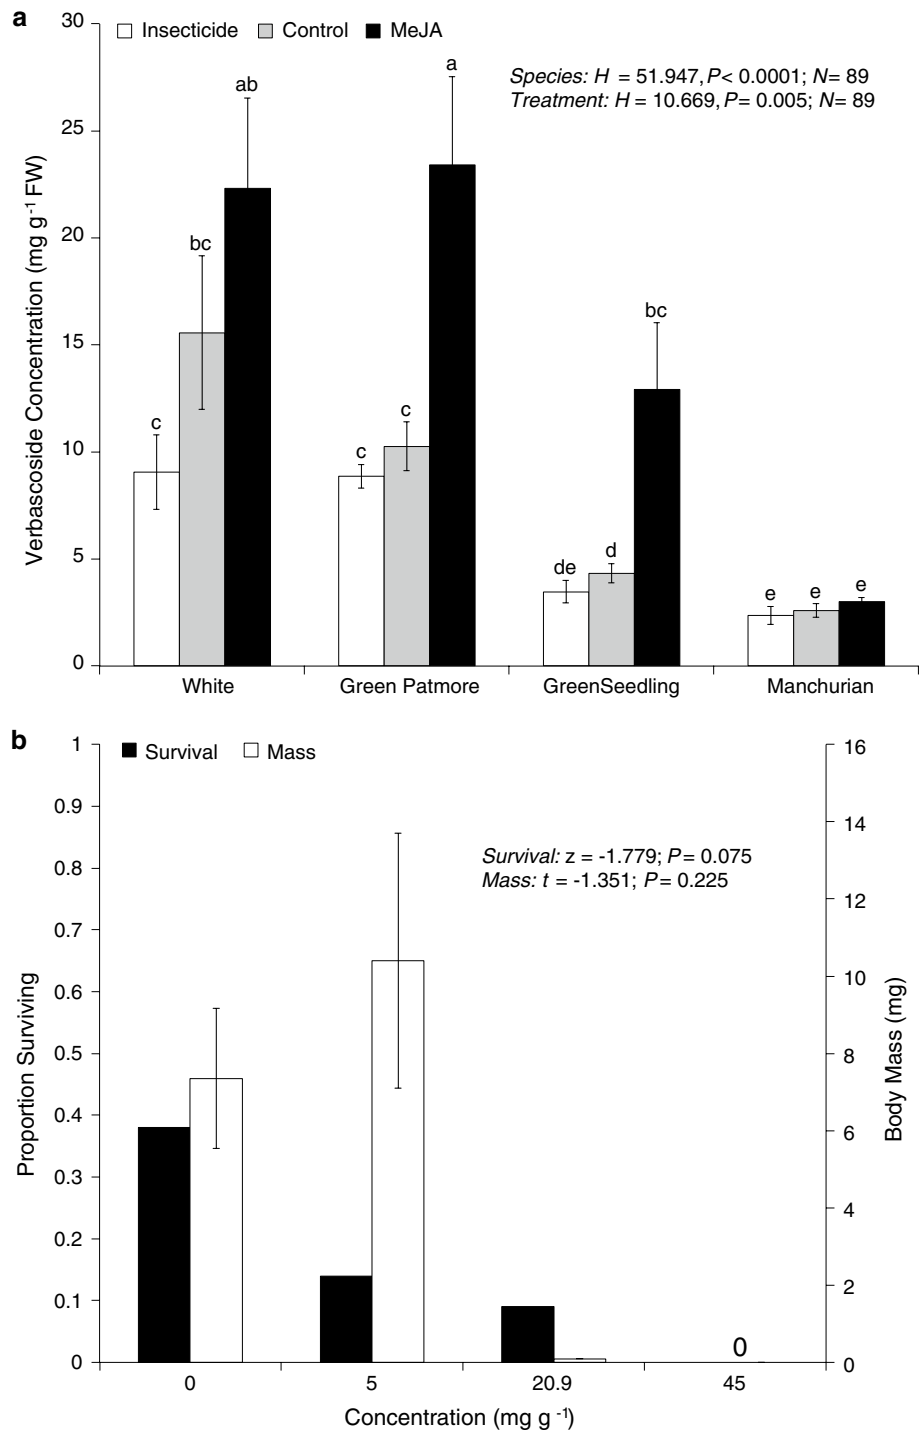 a
Insecticide Control MeJA
Species: H = 51.947, P< 0.0001; N= 89
Treatment: H = 10.669, P= 0.005; N= 89
Verbascoside Concentration (mg g-1 FW)
30
25
20
15
10
5
0
c bc ab
c c a
de d bc
e e e
White Green Patmore GreenSeedling Manchurian
b
Survival Mass
Survival: z = -1.779; P= 0.075
Mass: t = -1.351; P= 0.225
Proportion Surviving
1
0.9
0.8
0.7
0.6
0.5
0.4
0.3
0.2
0.1
0
0
Body Mass (mg)
16
14
12
10
8
6
4
2
0
0 5 20.9 45
Concentration (mg g -1)